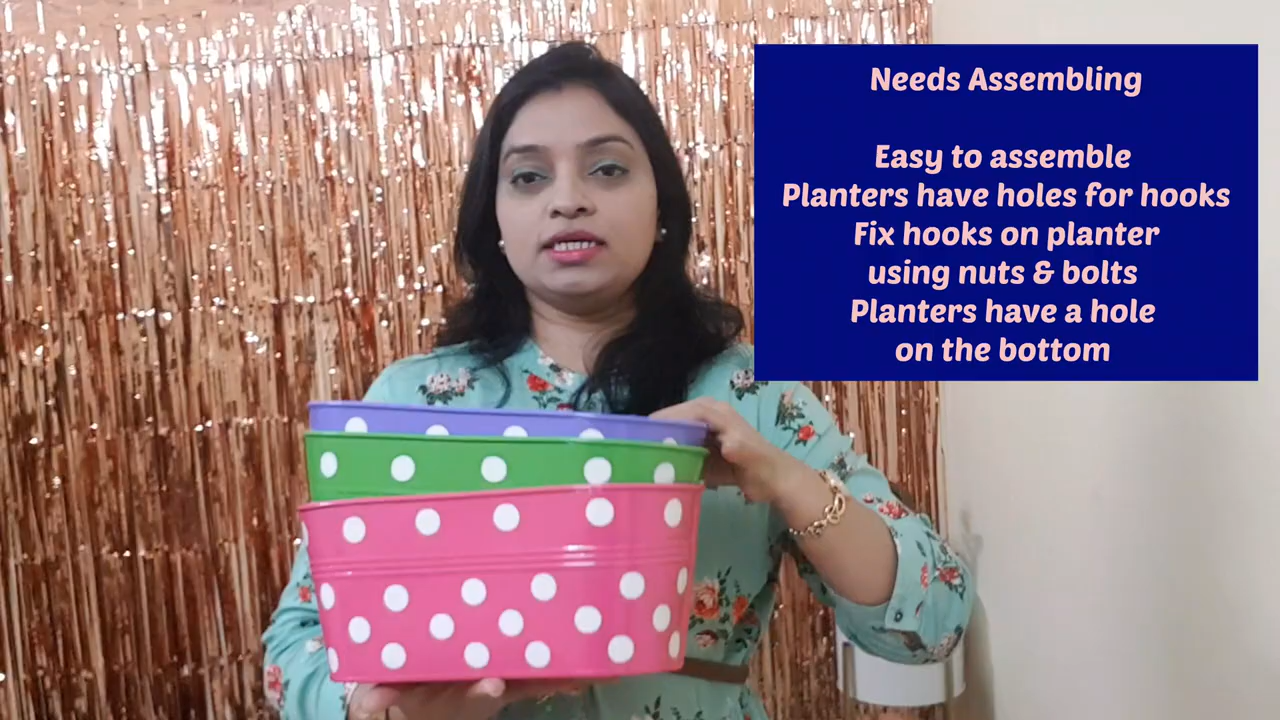 Needs Assembling
Easy to assemble
Planters have holes for hooks
Fix hooks on planter
using nuts & bolts
Planters have a hole
on the bottom